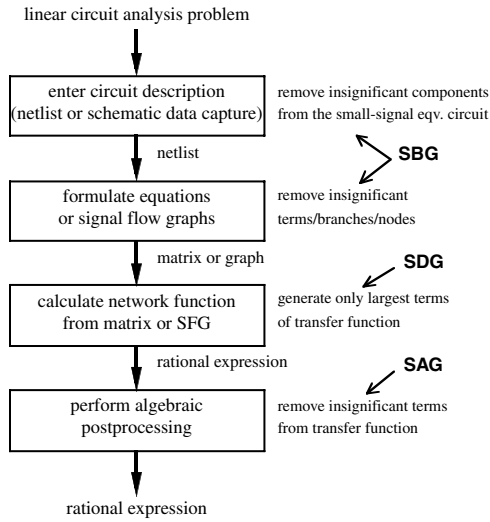 linear circuit analysis problem
enter circuit description
(netlist or schematic data capture)
remove insignificant components
from the small-signal eqv. circuit
netlist
SBG
formulate equations
or signal flow graphs
remove insignificant
terms/branches/nodes
matrix or graph
SDG
calculate network function
from matrix or SFG
generate only largest terms
of transfer function
rational expression
SAG
perform algebraic
postprocessing
remove insignificant terms
from transfer function
rational expression